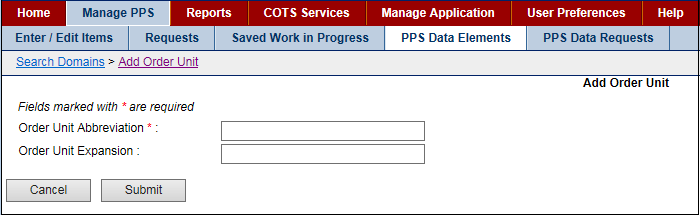 Home Manage PPS Reports COTS Services Manage Application User Preferences Help
Enter / Edit Items Requests Saved Work in Progress PPS Data Elements PPS Data Requests
Search Domains > Add Order Unit
Add Order Unit
Fields marked with * are required
Order Unit Abbreviation * :
Order Unit Expansion :
Cancel Submit